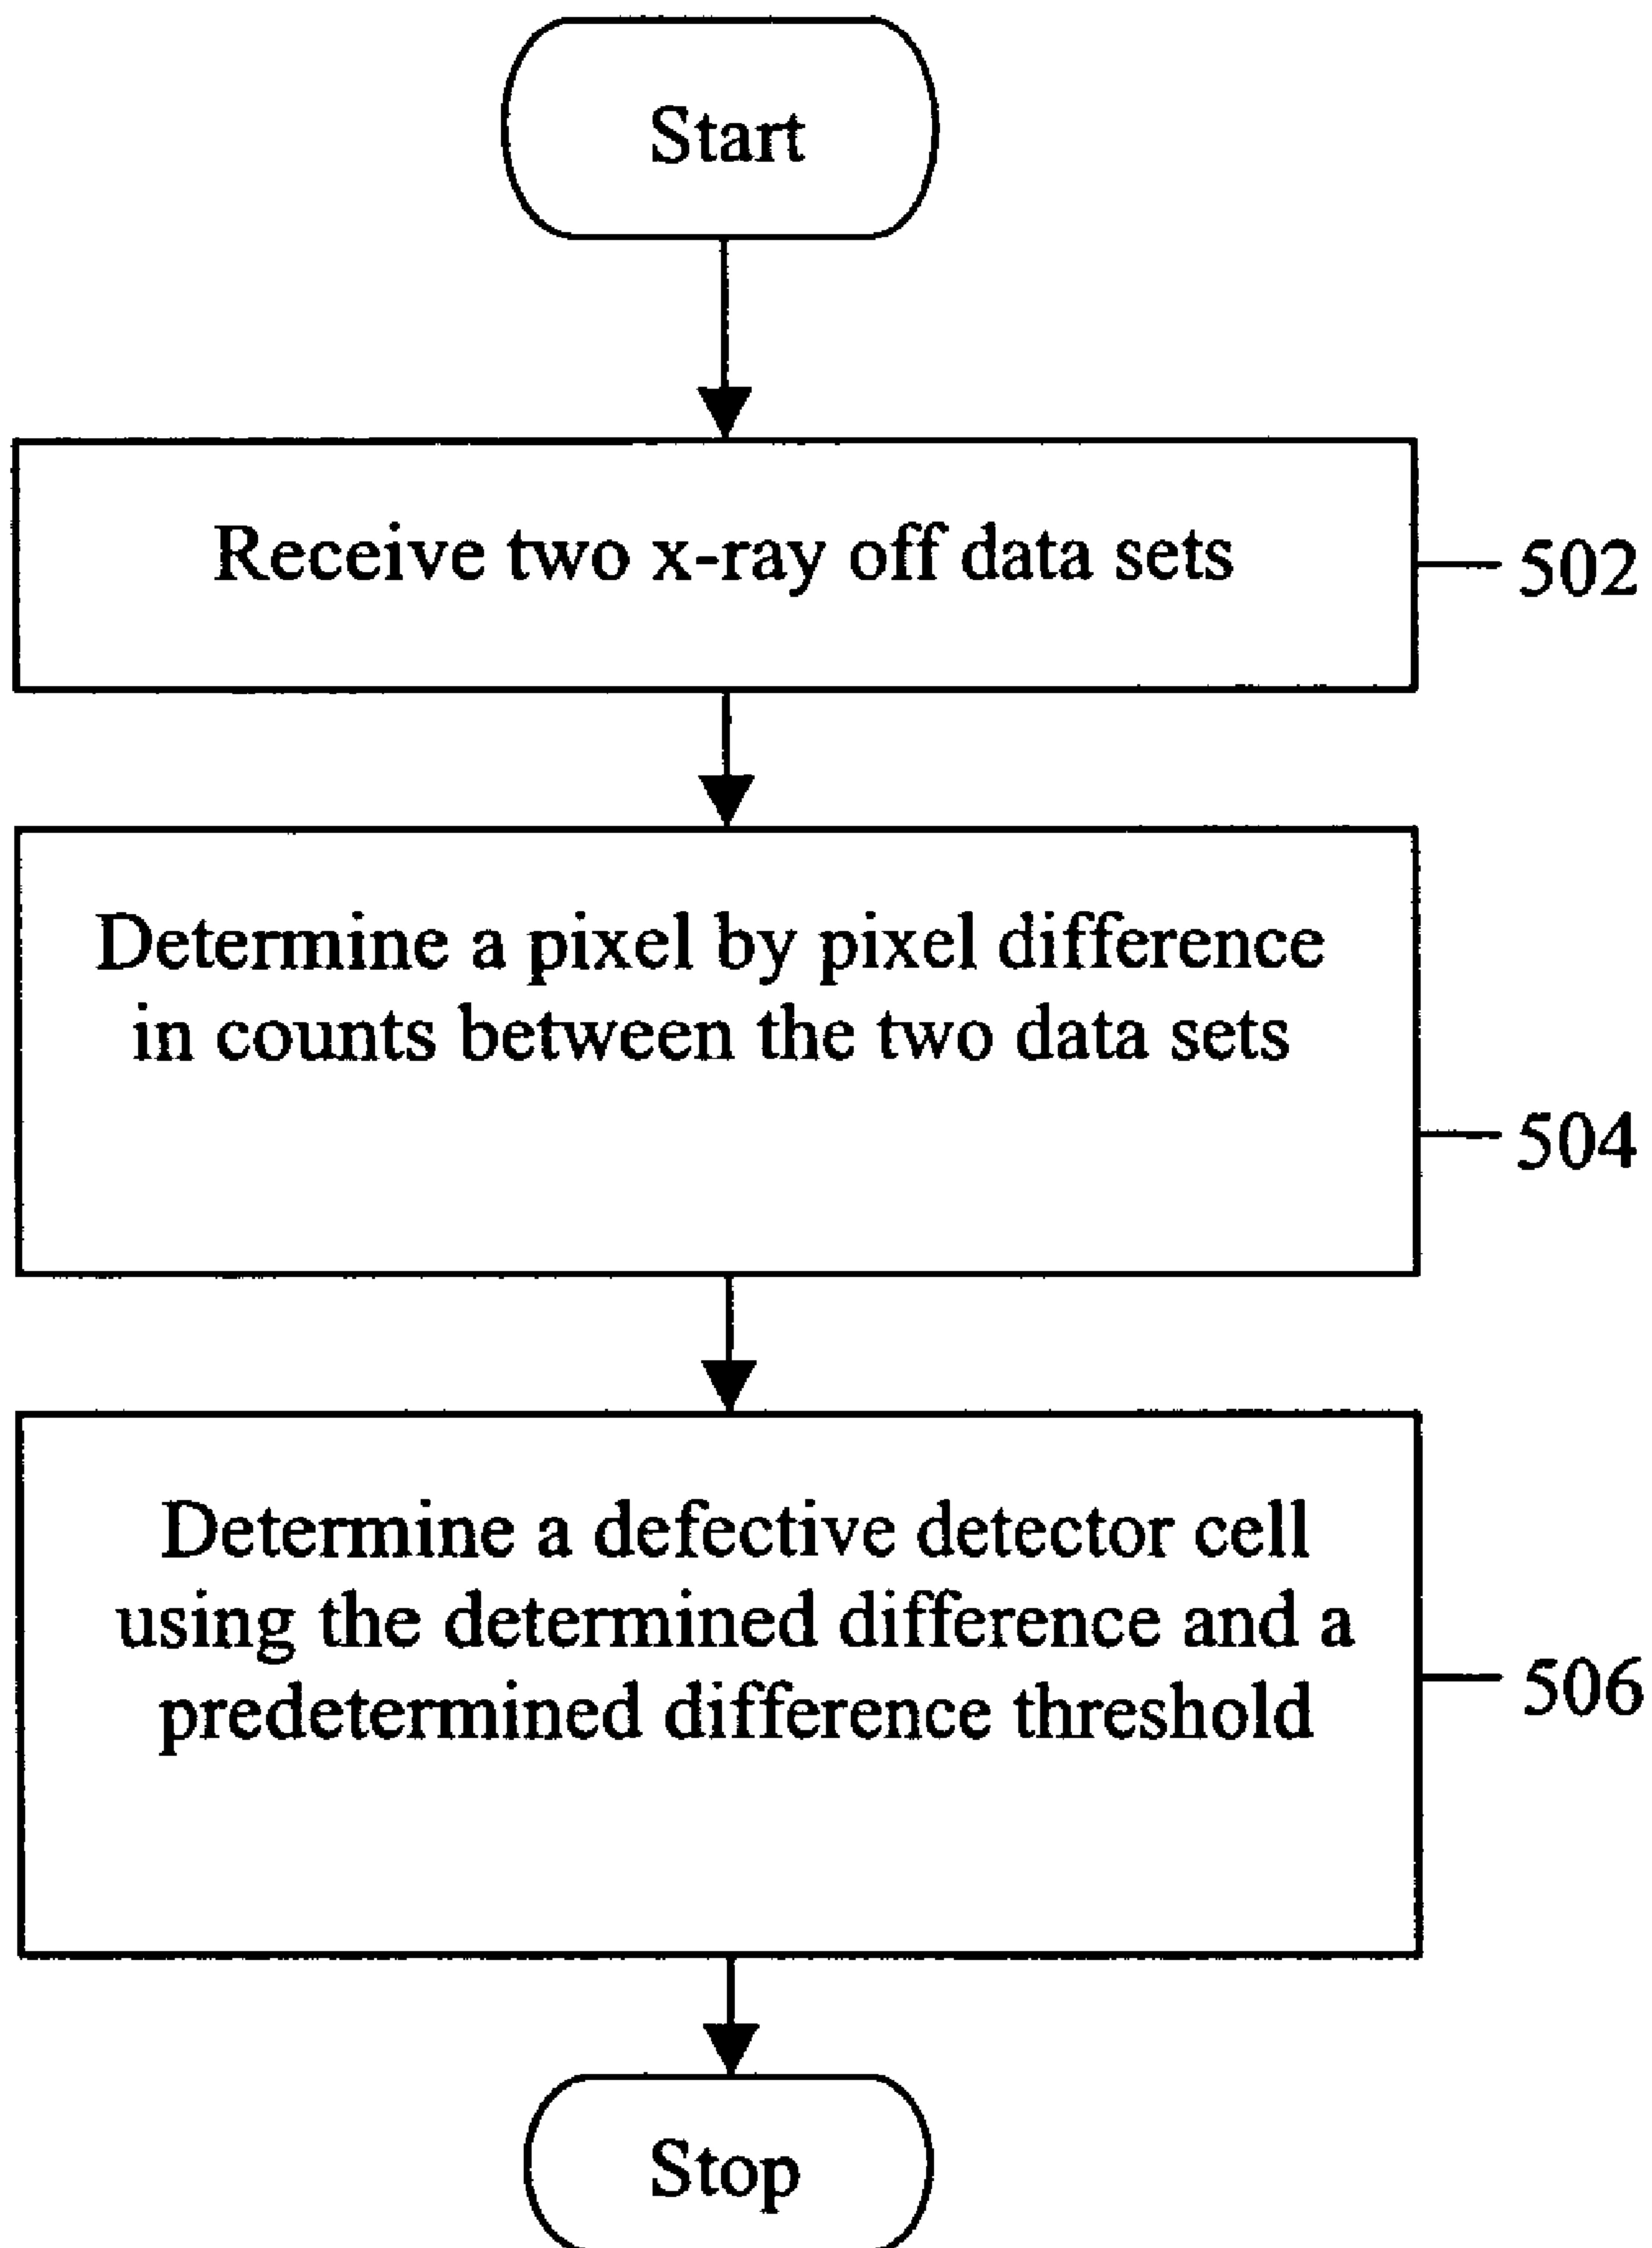 Start
Receive two x-ray off data sets
502
Determine a pixel by pixel difference
in counts between the two data sets
504
Determine a defective detector cell
using the determined difference and a
predetermined difference threshold
506
Stop